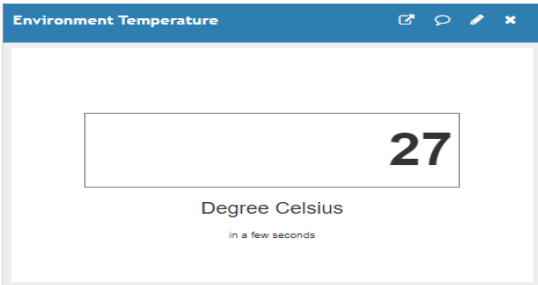 Environment Temperature
27
Degree Celsius
in a few seconds